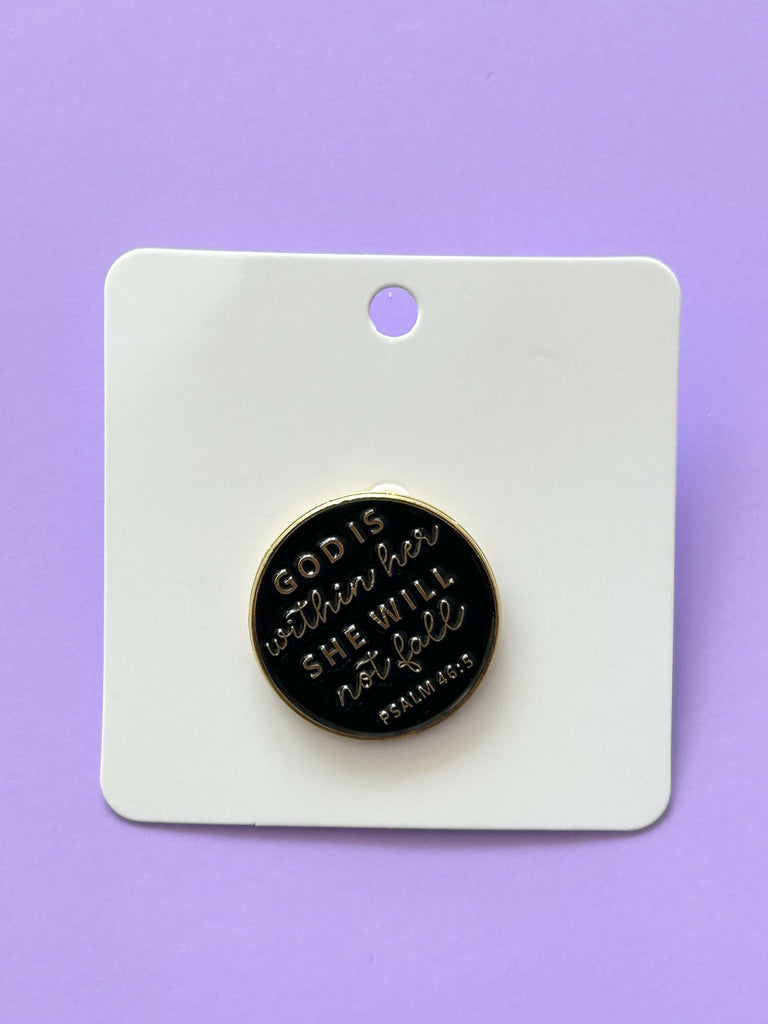 GOD IS
within her
SHE WILL
not fall
PSALM 46:5